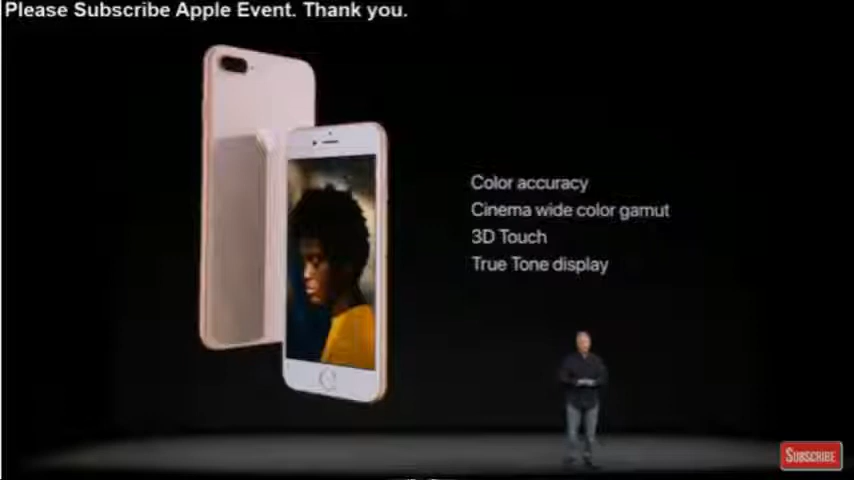 Please Subscribe Apple Event. Thank you.
Color accuracy
Cinema wide color gamut
3D Touch
True Tone display
SUBSCRIBE